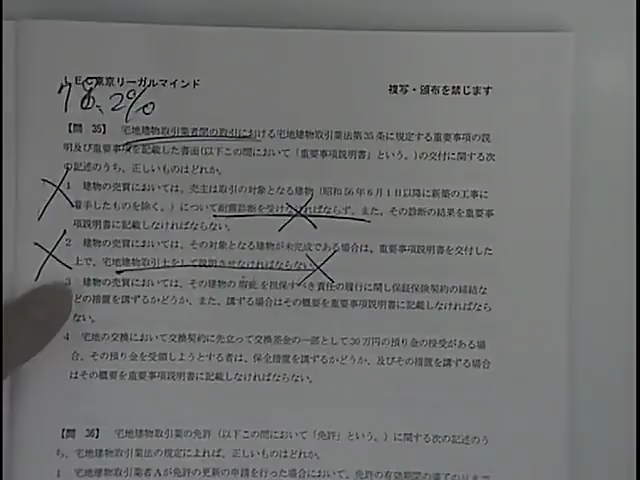 LEC東京リーガルマインド
複写・頒布を禁じます
78.2%
【問 35】 宅地建物取引業者間の取引における宅地建物取引業法第35条に規定する重要事項の説
明及び重要事項を記載した書面(以下この問において「重要事項説明書」という。)の交付に関する次
の記述のうち、正しいものはどれか。
1 建物の売買においては、売主は取引の対象となる建物(昭和56年6月1日以降に新築の工事に
着手したものを除く。)について耐震診断を受けなければならず、また、その診断の結果を重要事
項説明書に記載しなければならない。
2 建物の売買においては、その対象となる建物が未完成である場合は、重要事項説明書を交付した
上で、宅地建物取引士をして説明させなければならない。
3 建物の売買においては、その建物の瑕疵を担保すべき責任の履行に関し保証保険契約の締結な
どの措置を講ずるかどうか、また、講ずる場合はその概要を重要事項説明書に記載しなければなら
ない。
4 宅地の交換において交換契約に先立って交換差金の一部として30万円の預り金の授受がある場
合、その預り金を受領しようとする者は、保全措置を講ずるかどうか、及びその措置を講ずる場合
はその概要を重要事項説明書に記載しなければならない。
【問 36】 宅地建物取引業の免許(以下この問において「免許」という。)に関する次の記述のう
ち、宅地建物取引業法の規定によれば、正しいものはどれか。
1 宅地建物取引業者Aが免許の更新の申請を行った場合において、免許の有効期間の満了の日まで